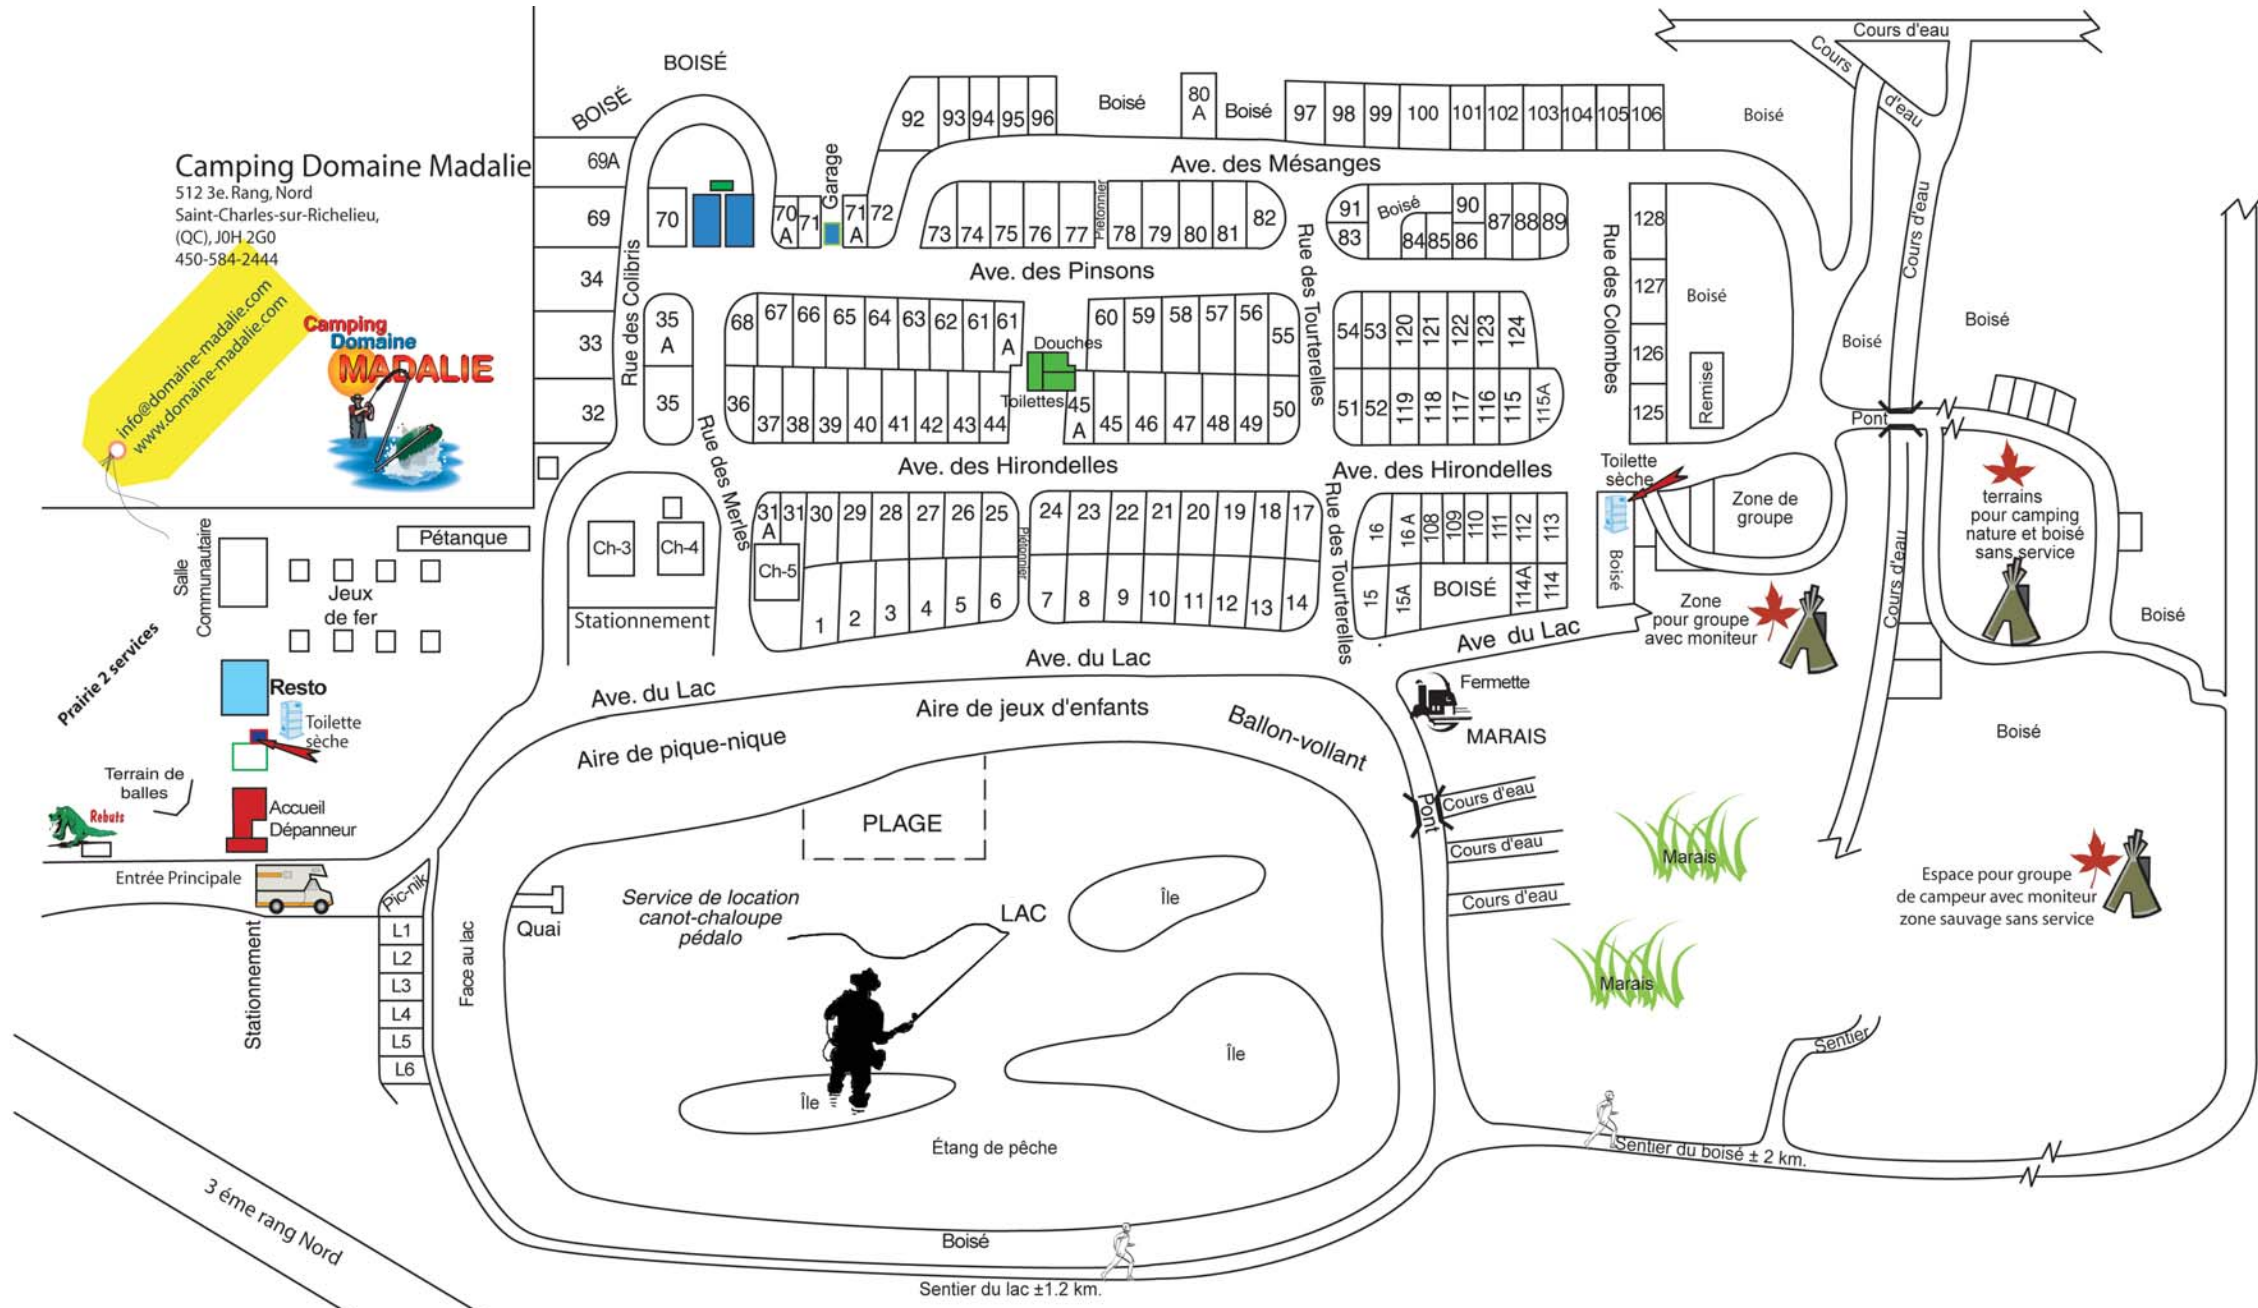 Camping Domaine Madalie
512 3e. Rang, Nord
Saint-Charles-sur-Richelieu,
(QC), J0H 2G0
450-584-2444
info@domaine-madalie.com
www.domaine-madalie.com
Camping
Domaine
MADALIE
BOISÉ
BOISÉ
69A
69
34
33
32
Rue des Colibris
70
70 A
71
Garage
71 A
72
92
93
94
95
96
Boisé
80 A
Boisé
97
98
99
100
101
102
103
104
105
106
Boisé
Cours d'eau
Cours
d'eau
Cours d'eau
Ave. des Mésanges
73
74
75
76
77
Piétonnier
78
79
80
81
82
91
83
Boisé
84
85
90
86
87
88
89
Rue des Tourterelles
Rue des Colombes
128
127
126
125
Boisé
Remise
Boisé
Boisé
Ave. des Pinsons
35 A
35
68
67
66
65
64
63
62
61
61 A
Douches
Toilettes
60
59
58
57
56
55
54
53
120
121
122
123
124
36
37
38
39
40
41
42
43
44
45 A
45
46
47
48
49
50
51
52
119
118
117
116
115
115A
Pont
Rue des Merles
Ave. des Hirondelles
Ave. des Hirondelles
Toilette
sèche
Zone de
groupe
terrains
pour camping
nature et boisé
sans service
Ch-3
Ch-4
Stationnement
31 A
31
30
29
28
27
26
25
Piétonnier
24
23
22
21
20
19
18
17
Rue des Tourterelles
16
16 A
108
109
110
111
112
113
Ch-5
1
2
3
4
5
6
7
8
9
10
11
12
13
14
15
15A
BOISÉ
114A
114
Boisé
Cours d'eau
Zone
pour groupe
avec moniteur
Boisé
Pétanque
Salle
Communautaire
Jeux
de fer
Prairie 2 services
Resto
Toilette
sèche
Terrain de
balles
Rebuts
Accueil
Dépanneur
Entrée Principale
Stationnement
Ave. du Lac
Ave. du Lac
Ave du Lac
Aire de pique-nique
Aire de jeux d'enfants
Ballon-vollant
Fermette
MARAIS
Boisé
Pont
Cours d'eau
Cours d'eau
Cours d'eau
Marais
Marais
Espace pour groupe
de campeur avec moniteur
zone sauvage sans service
Pic-nik
L1
L2
L3
L4
L5
L6
Face au lac
Quai
PLAGE
Service de location
canot-chaloupe
pédalo
LAC
Île
Île
Île
Étang de pêche
Sentier
Sentier du boisé ± 2 km.
Boisé
Sentier du lac ±1.2 km.
3 éme rang Nord